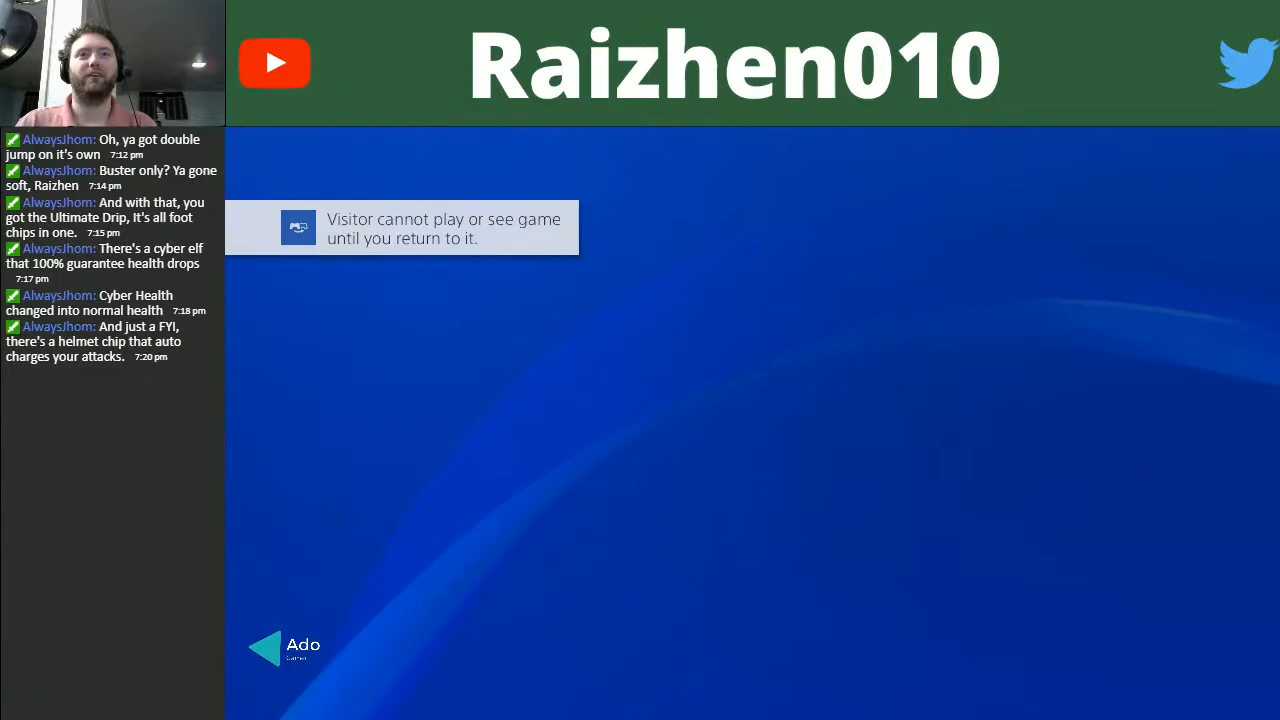 Raizhen010
AlwaysJhom: Oh, ya got double
jump on it's own 7:12 pm
AlwaysJhom: Buster only? Ya gone
soft, Raizhen 7:14 pm
AlwaysJhom: And with that, you
got the Ultimate Drip, It's all foot
chips in one. 7:15 pm
AlwaysJhom: There's a cyber elf
that 100% guarantee health drops
7:17 pm
AlwaysJhom: Cyber Health
changed into normal health 7:18 pm
AlwaysJhom: And just a FYI,
there's a helmet chip that auto
charges your attacks. 7:20 pm
Visitor cannot play or see game
until you return to it.
Ado